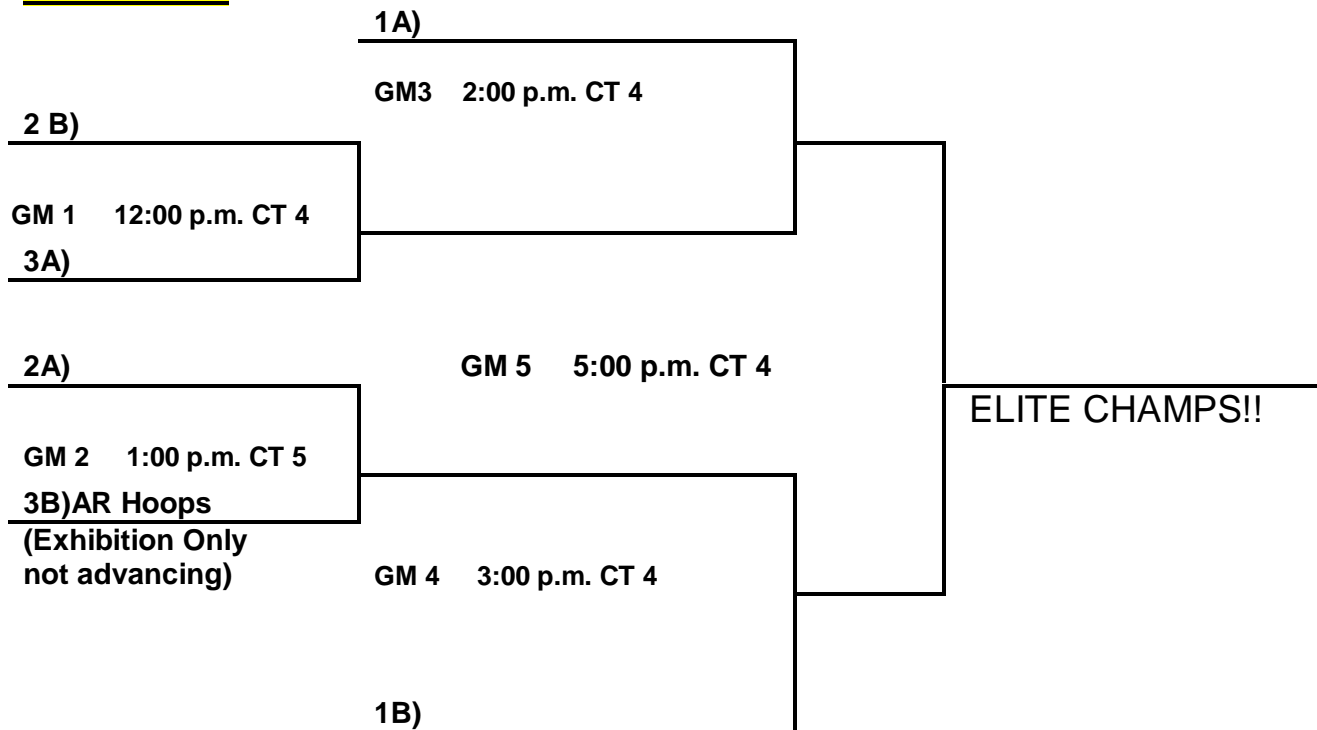 1A)
GM3 2:00 p.m. CT 4
2 B)
GM 1 12:00 p.m. CT 4
3A)
2A)
GM 5 5:00 p.m. CT 4
ELITE CHAMPS!!
GM 2 1:00 p.m. CT 5
3B)AR Hoops
(Exhibition Only
not advancing)
GM 4 3:00 p.m. CT 4
1B)